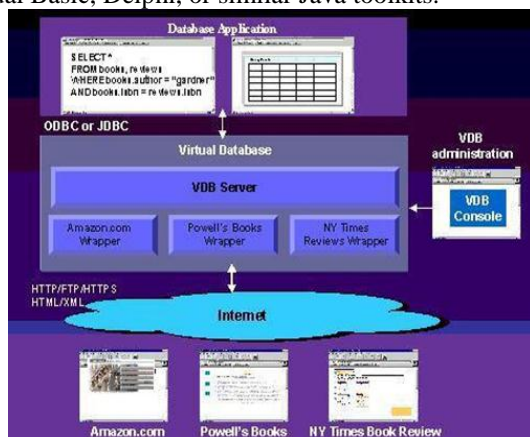 ual Basic, Delphi, or similar Java toolkits.
Database Application
SELECT *
FROM books, reviews
WHERE books.author = "gardner"
AND books.isbn = reviews.isbn
ODBC or JDBC
Virtual Database
VDB
administration
VDB Server
VDB
Console
Amazon.com
Wrapper
Powell's Books
Wrapper
NY Times
Reviews Wrapper
HTTP/FTP/HTTPS
HTML/XML
Internet
Amazon.com
Powell's Books
NY Times Book Review